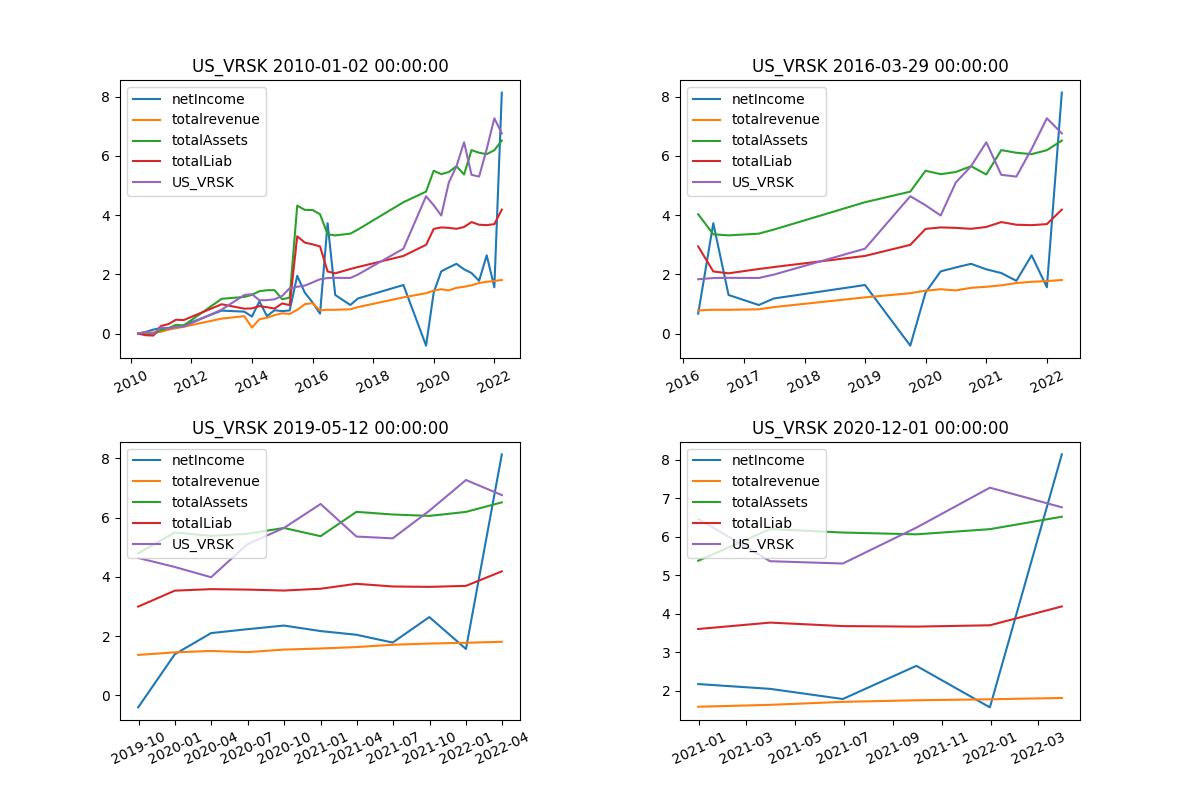 US_VRSK 2010-01-02 00:00:00
netIncome
totalrevenue
totalAssets
totalLiab
US_VRSK
8
6
4
2
0
2010
2012
2014
2016
2018
2020
2022
US_VRSK 2016-03-29 00:00:00
netIncome
totalrevenue
totalAssets
totalLiab
US_VRSK
8
6
4
2
0
2016
2017
2018
2019
2020
2021
2022
US_VRSK 2019-05-12 00:00:00
netIncome
totalrevenue
totalAssets
totalLiab
US_VRSK
8
6
4
2
0
2019-10
2020-01
2020-04
2020-07
2020-10
2021-01
2021-04
2021-07
2021-10
2022-01
2022-04
US_VRSK 2020-12-01 00:00:00
netIncome
totalrevenue
totalAssets
totalLiab
US_VRSK
8
7
6
5
4
3
2
2021-01
2021-03
2021-05
2021-07
2021-09
2021-11
2022-01
2022-03